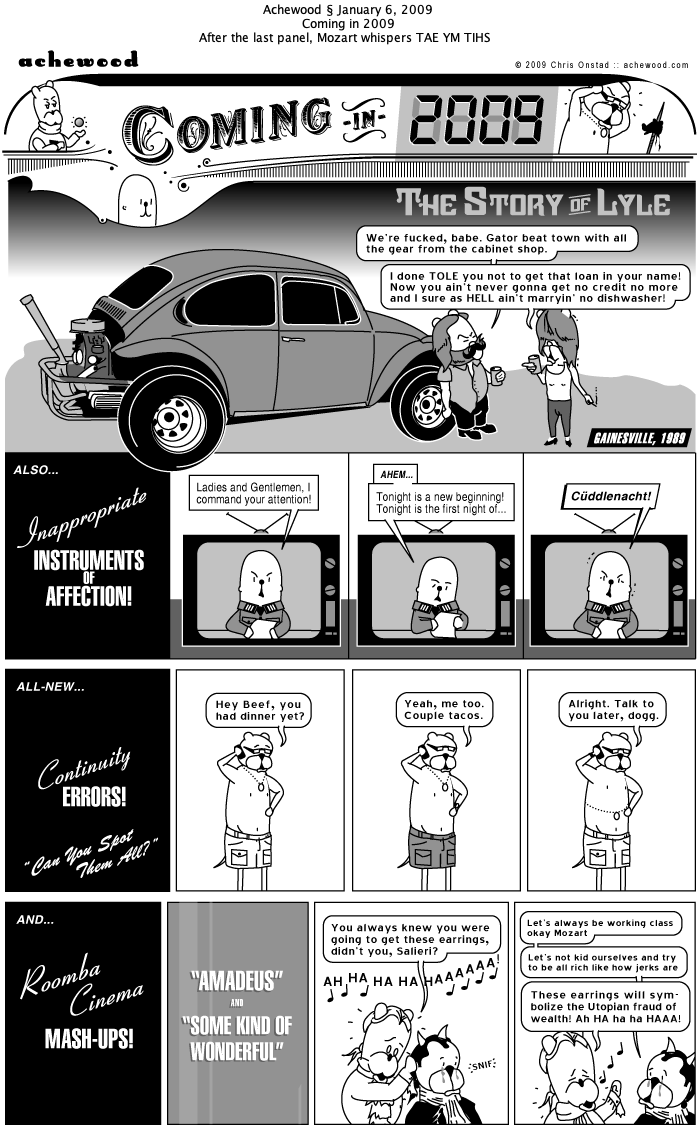 Achewood § January 6, 2009
Coming in 2009
After the last panel, Mozart whispers TAE YM TIHS
achewood
© 2009 Chris Onstad :: achewood.com
COMING -IN- 2009
THE STORY OF LYLE
We're fucked, babe. Gator beat town with all
the gear from the cabinet shop.
I done TOLE you not to get that loan in your name!
Now you ain't never gonna get no credit no more
and I sure as HELL ain't marryin' no dishwasher!
GAINESVILLE, 1989
ALSO...
Inappropriate
INSTRUMENTS
OF
AFFECTION!
Ladies and Gentlemen, I
command your attention!
AHEM...
Tonight is a new beginning!
Tonight is the first night of...
Cüddlenacht!
ALL-NEW...
Continuity
ERRORS!
"Can You Spot
Them All?"
Hey Beef, you
had dinner yet?
Yeah, me too.
Couple tacos.
Alright. Talk to
you later, dogg.
AND...
Roomba
Cinema
MASH-UPS!
"AMADEUS"
AND
"SOME KIND OF
WONDERFUL"
You always knew you were
going to get these earrings,
didn't you, Salieri?
AH HA HA HA HAAAAAA!
SNIF
Let's always be working class
okay Mozart
Let's not kid ourselves and try
to be all rich like how jerks are
These earrings will sym-
bolize the Utopian fraud of
wealth! Ah HA ha ha HAAA!